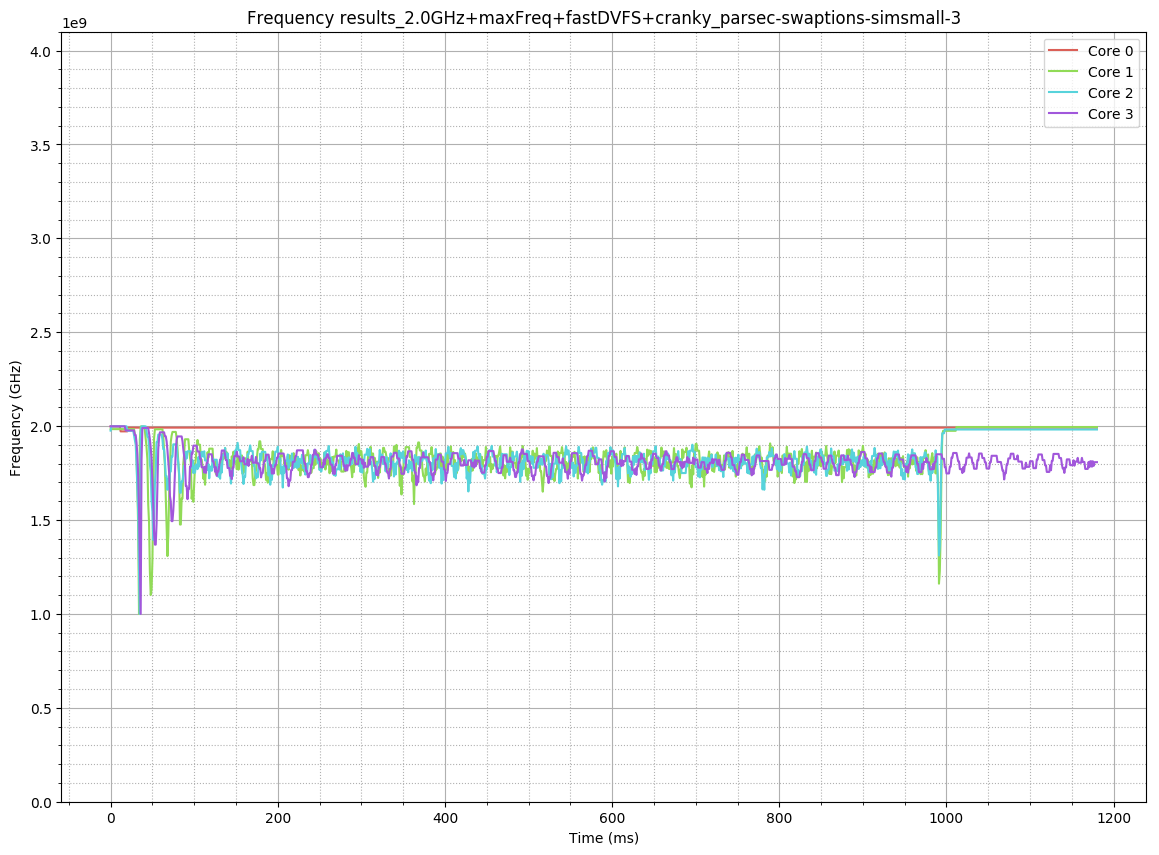 Frequency results_2.0GHz+maxFreq+fastDVFS+cranky_parsec-swaptions-simsmall-3
1e9
Core 0
Core 1
Core 2
Core 3
4.0
3.5
3.0
2.5
2.0
1.5
1.0
0.5
0.0
Frequency (GHz)
0 200 400 600 800 1000 1200
Time (ms)